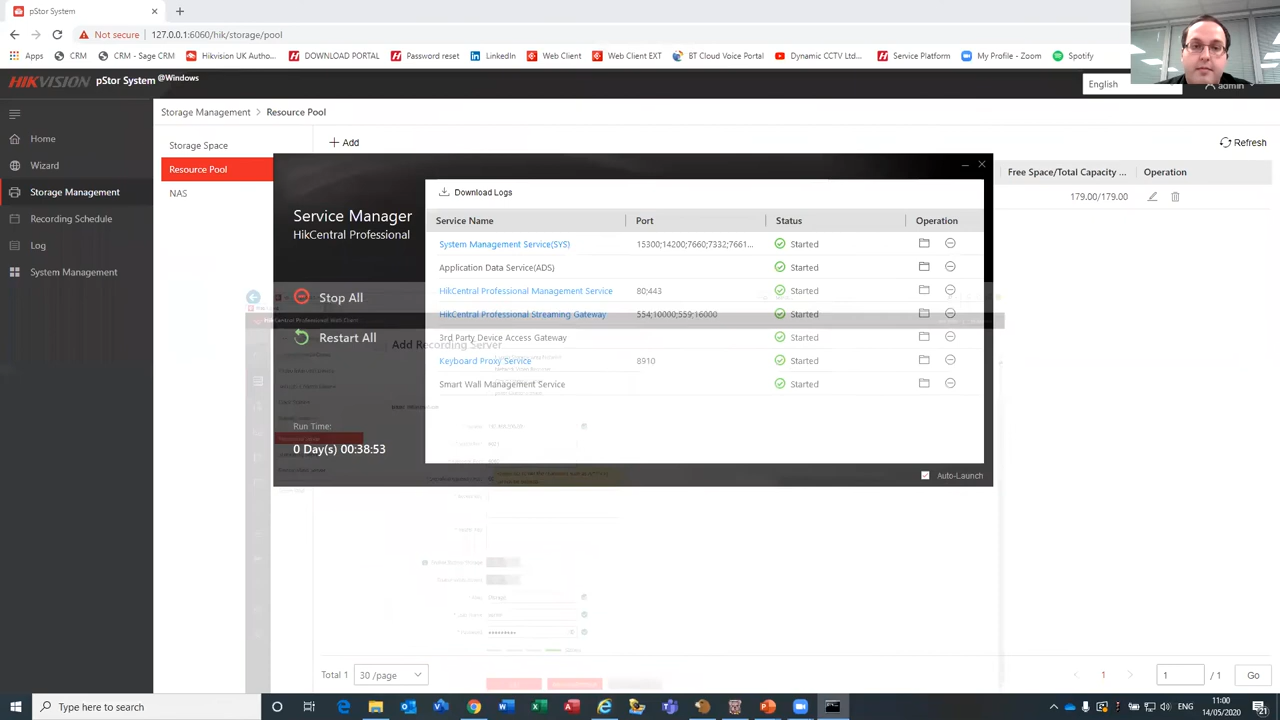 pStor System
Not secure
127.0.0.1:6060/hik/storage/pool
Apps
CRM
CRM - Sage CRM
Hikvision UK Autho...
DOWNLOAD PORTAL
Password reset
LinkedIn
Web Client
Web Client EXT
BT Cloud Voice Portal
Dynamic CCTV Ltd...
Service Platform
My Profile - Zoom
Spotify
HIKVISION pStor System @Windows
English
admin
Home
Wizard
Storage Management
Recording Schedule
Log
System Management
Storage Management > Resource Pool
Storage Space
Resource Pool
NAS
Add
Refresh
Free Space/Total Capacity ... Operation
179.00/179.00
Service Manager
HikCentral Professional
Stop All
Restart All
Run Time:
0 Day(s) 00:38:53
Download Logs
Service Name Port Status Operation
System Management Service(SYS) 15300;14200;7660;7332;7661... Started
Application Data Service(ADS) Started
HikCentral Professional Management Service 80;443 Started
HikCentral Professional Streaming Gateway 554;10000;559;16000 Started
3rd Party Device Access Gateway Started
Keyboard Proxy Service 8910 Started
Smart Wall Management Service Started
Auto-Launch
Add Recording Server
Total 1
30 /page
1
1
/ 1
Go
Type here to search
11:00
14/05/2020